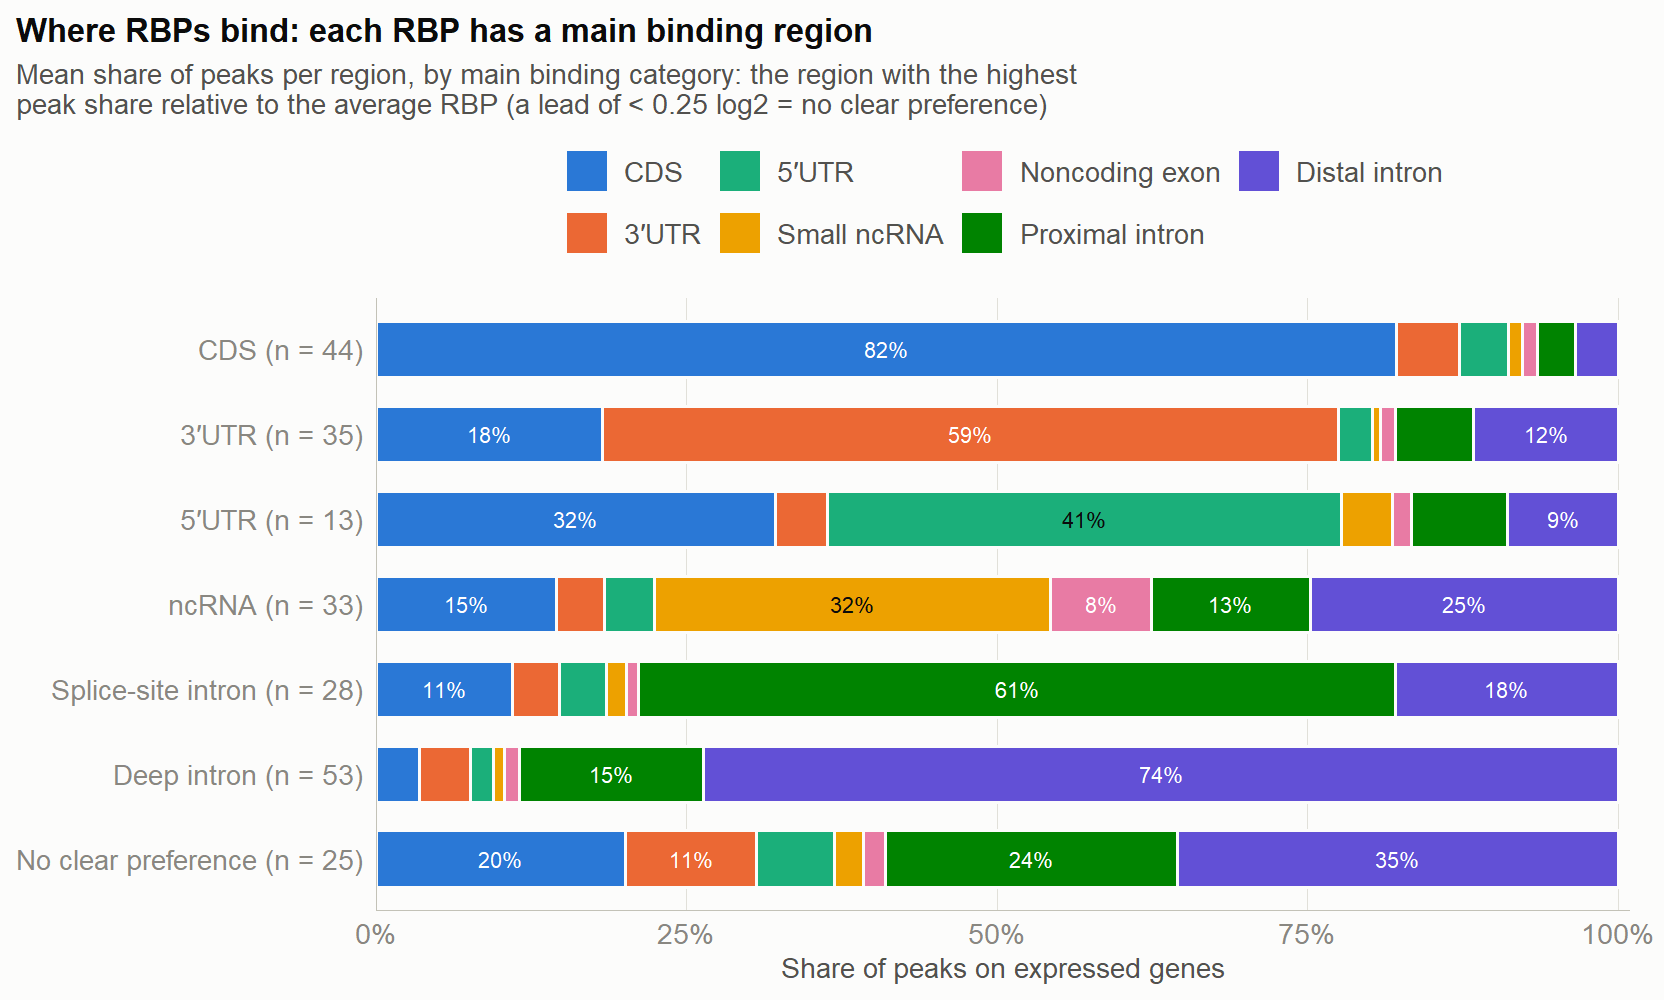 Where RBPs bind: each RBP has a main binding region
Mean share of peaks per region, by main binding category: the region with the highest
peak share relative to the average RBP (a lead of < 0.25 log2 = no clear preference)
CDS 5′UTR Noncoding exon Distal intron
3′UTR Small ncRNA Proximal intron
CDS (n = 44) 82%
3′UTR (n = 35) 18% 59% 12%
5′UTR (n = 13) 32% 41% 9%
ncRNA (n = 33) 15% 32% 8% 13% 25%
Splice-site intron (n = 28) 11% 61% 18%
Deep intron (n = 53) 15% 74%
No clear preference (n = 25) 20% 11% 24% 35%
0% 25% 50% 75% 100%
Share of peaks on expressed genes